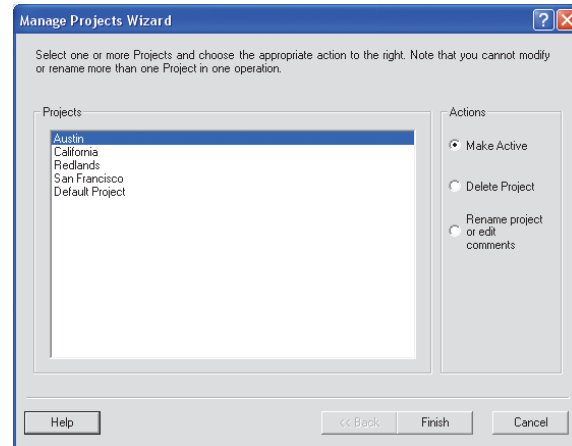 Manage Projects Wizard
Select one or more Projects and choose the appropriate action to the right. Note that you cannot modify
or rename more than one Project in one operation.
Projects
Austin
California
Redlands
San Francisco
Default Project
Actions
Make Active
Delete Project
Rename project
or edit
comments
Help
<< Back
Finish
Cancel